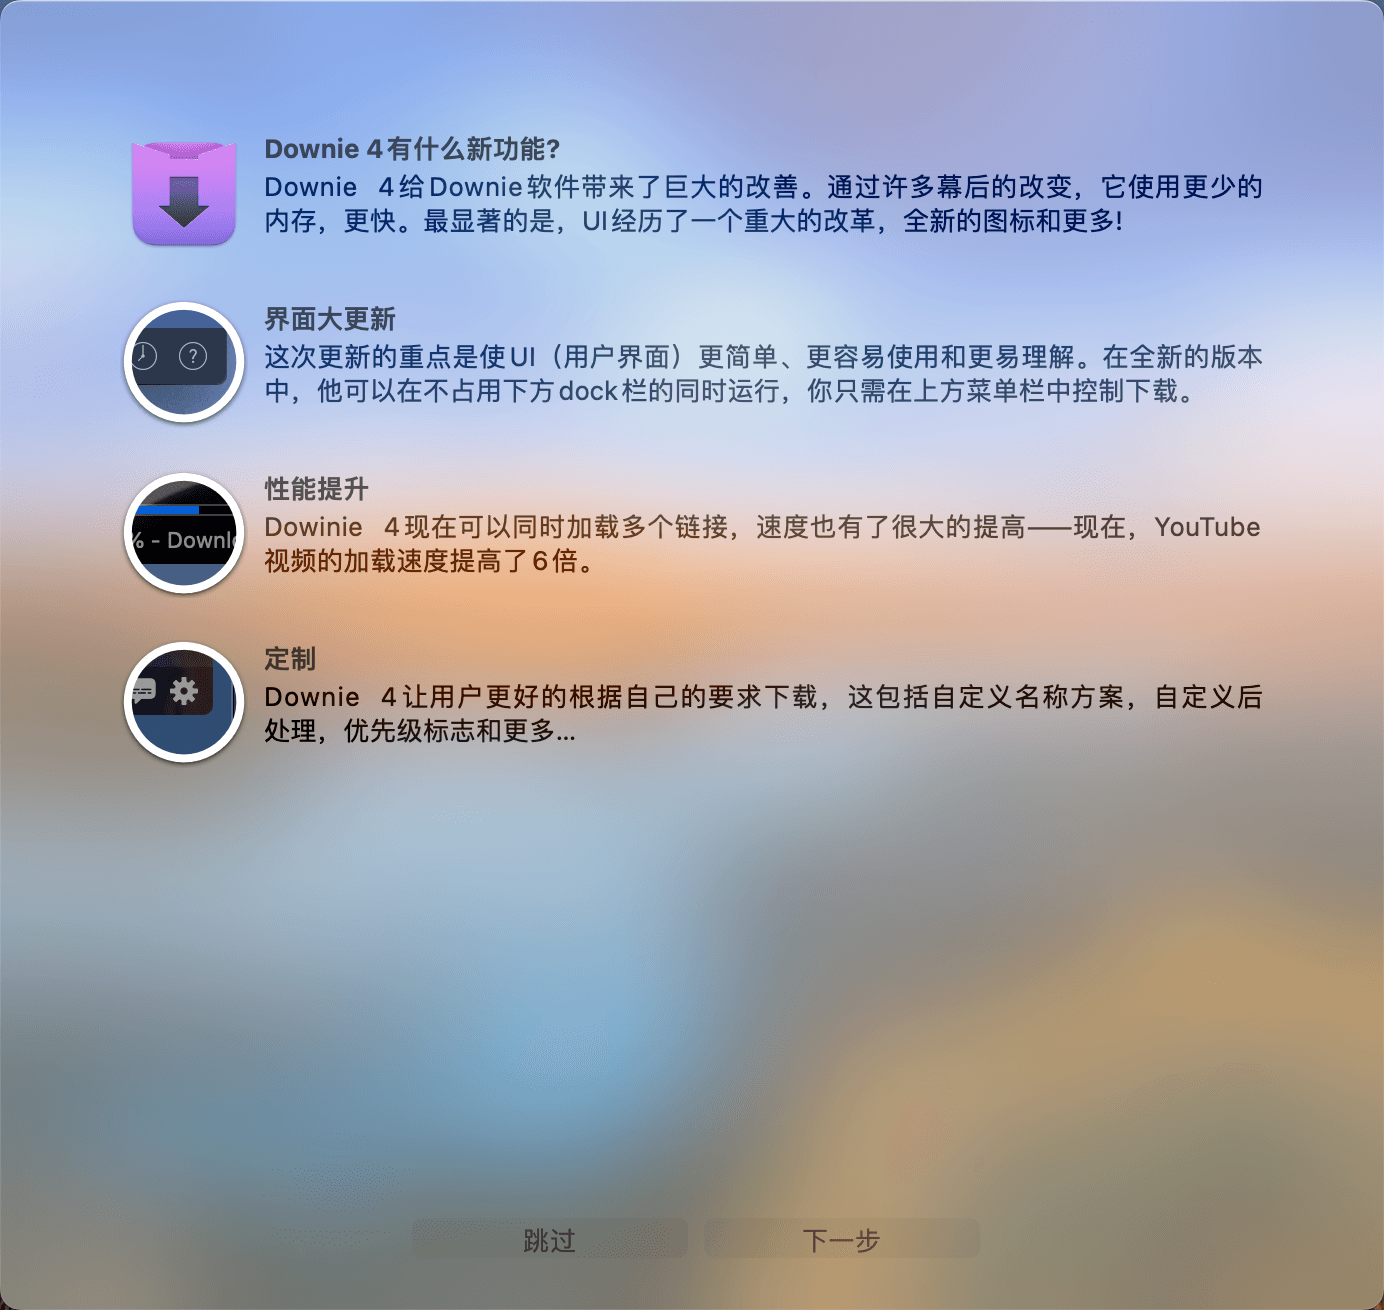 Downie 4有什么新功能?
Downie 4给Downie软件带来了巨大的改善。通过许多幕后的改变，它使用更少的
内存，更快。最显著的是，UI经历了一个重大的改革，全新的图标和更多!
界面大更新
这次更新的重点是使UI（用户界面）更简单、更容易使用和更易理解。在全新的版本
中，他可以在不占用下方dock栏的同时运行，你只需在上方菜单栏中控制下载。
性能提升
% - Downlo
Dowinie 4现在可以同时加载多个链接，速度也有了很大的提高——现在，YouTube
视频的加载速度提高了6倍。
定制
Downie 4让用户更好的根据自己的要求下载，这包括自定义名称方案，自定义后
处理，优先级标志和更多...
跳过
下一步